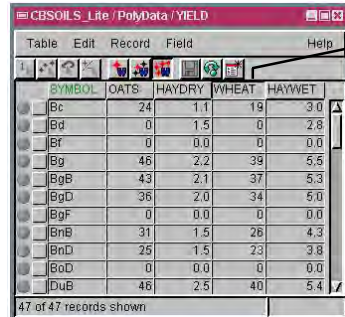 CBSOILS_Lite / PolyData / YIELD
Table Edit Record Field Help
SYMBOL OATS HAYDRY WHEAT HAYWET
Bc 24 1.1 19 3.0
Bd 0 1.5 0 2.8
Bf 0 0.0 0 0.0
Bg 46 2.2 39 5.5
BgB 43 2.1 37 5.3
BgD 36 2.0 34 5.0
BgF 0 0.0 0 0.0
BnB 31 1.5 26 4.3
BnD 25 1.5 23 3.8
BoD 0 0.0 0 0.0
DuB 46 2.5 40 5.4
47 of 47 records shown